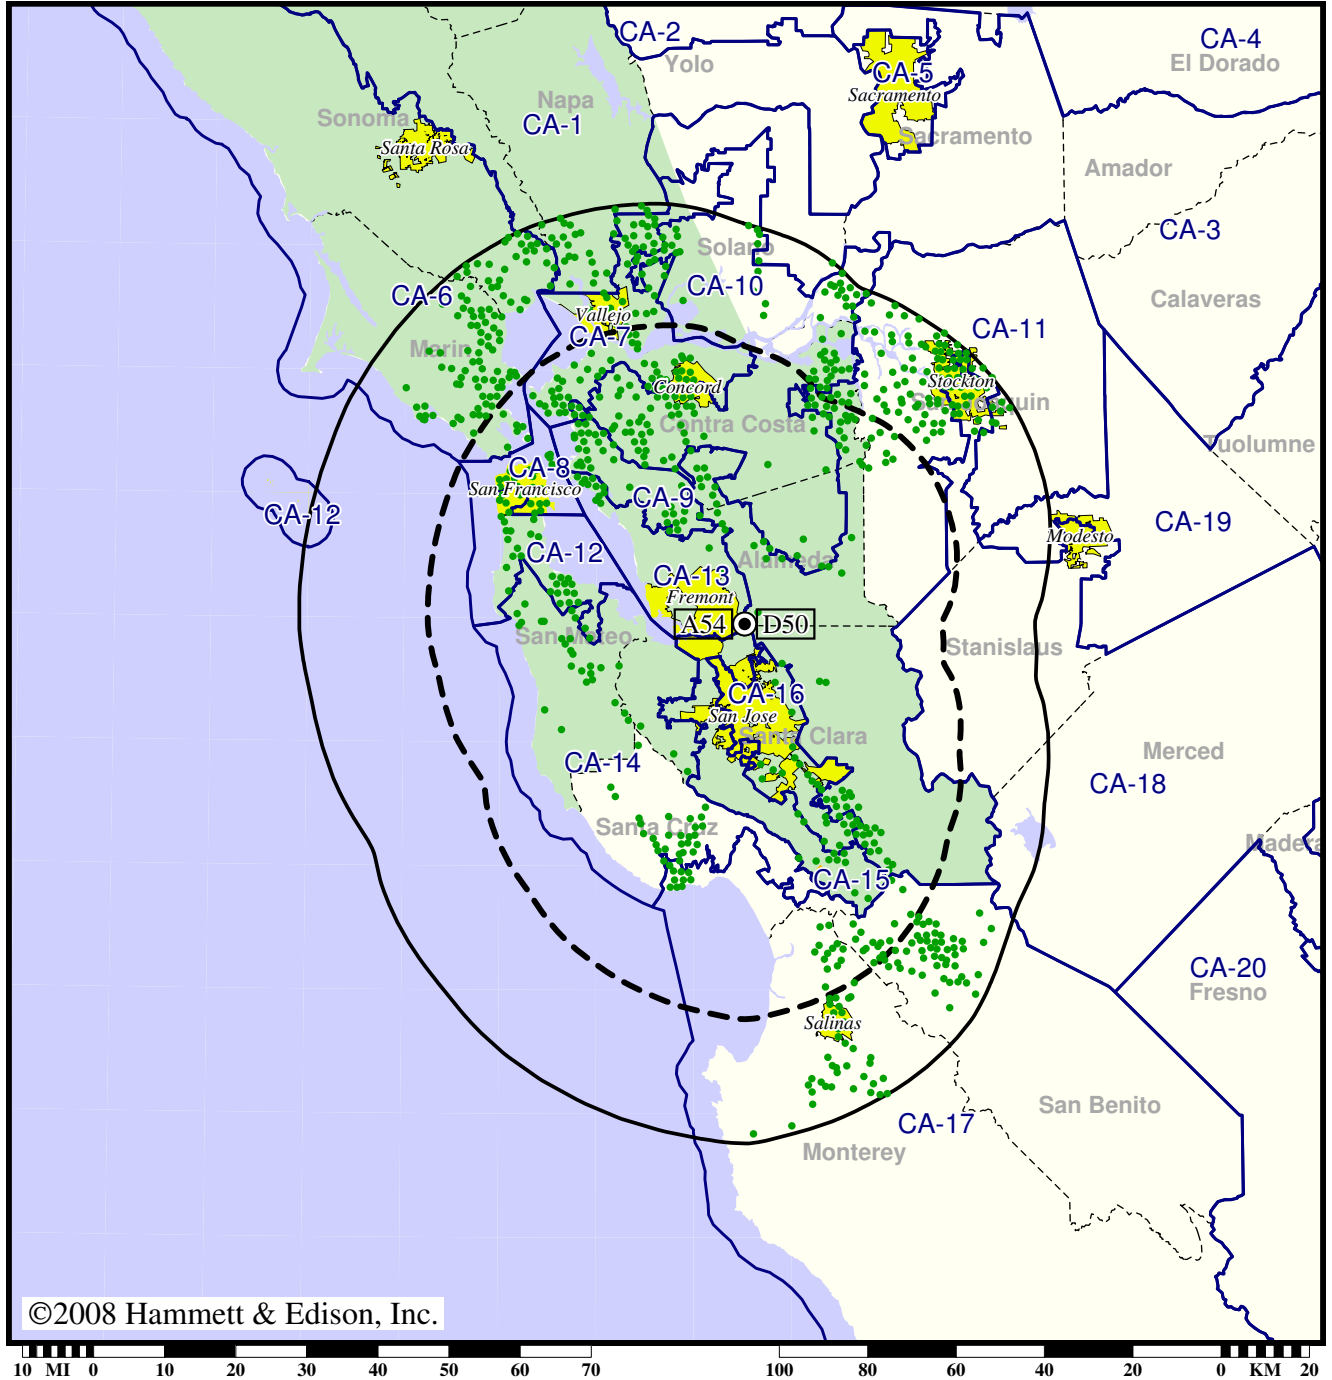 CA-2
Yolo
CA-4
El Dorado
CA-5
Sacramento
Napa
Sonoma
CA-1
Santa Rosa
Sacramento
Amador
CA-3
Solano
CA-10
CA-6
Calaveras
Vallejo
CA-7
CA-11
Marin
Concord
Stockton
San Joaquin
Contra Costa
Tuolumne
CA-8
San Francisco
CA-9
CA-12
CA-19
Modesto
CA-12
Alameda
CA-13
Fremont
A54
D50
San Mateo
Stanislaus
CA-16
San Jose
Santa Clara
CA-14
Merced
CA-18
Santa Cruz
Madera
CA-15
CA-20
Fresno
Salinas
San Benito
CA-17
Monterey
©2008 Hammett & Edison, Inc.
10 MI 0 10 20 30 40 50 60 70
100 80 60 40 20 0 KM 20